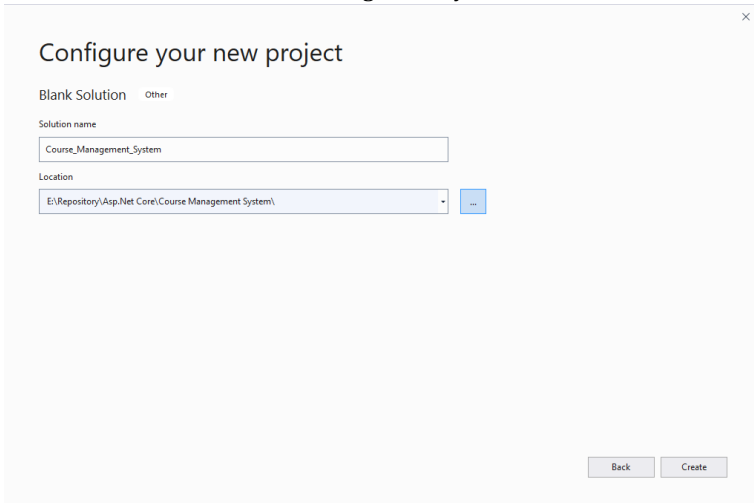 Configure your new project
Blank Solution Other
Solution name
Course_Management_System
Location
E:\Repository\Asp.Net Core\Course Management System\
...
Back Create